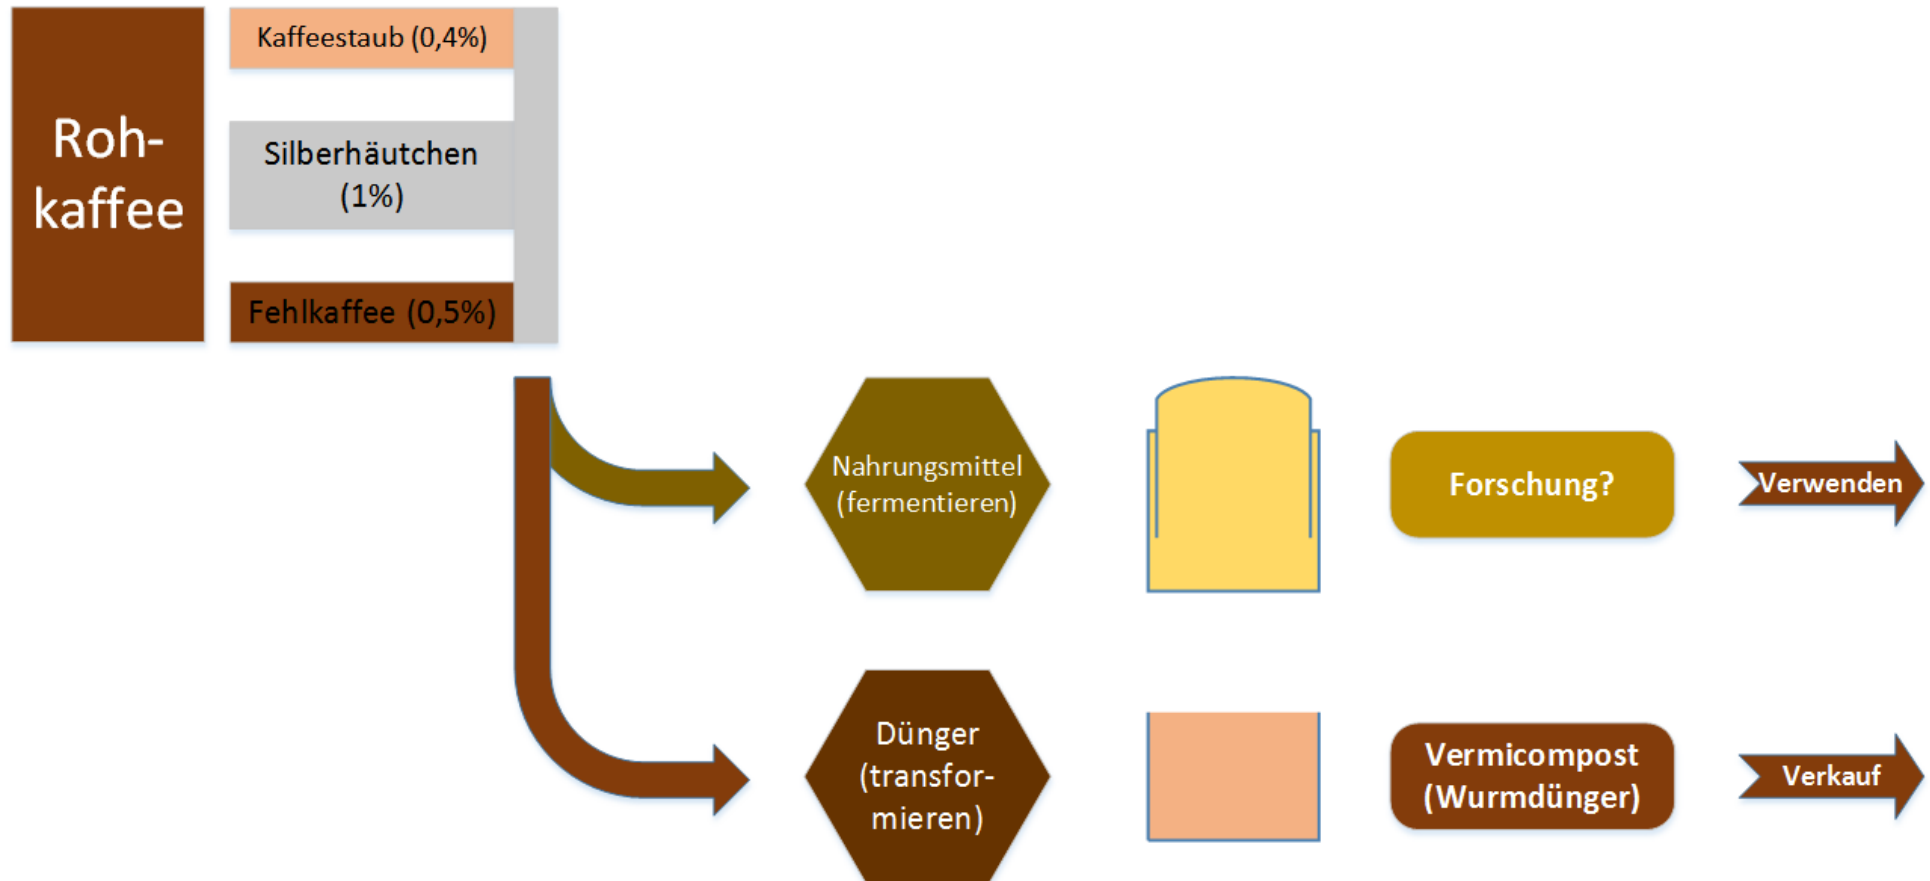 Roh-
kaffee
Kaffeestaub (0,4%)
Silberhäutchen
(1%)
Fehlkaffee (0,5%)
Nahrungsmittel
(fermentieren)
Forschung?
Verwenden
Dünger
(transfor-
mieren)
Vermicompost
(Wurmdünger)
Verkauf